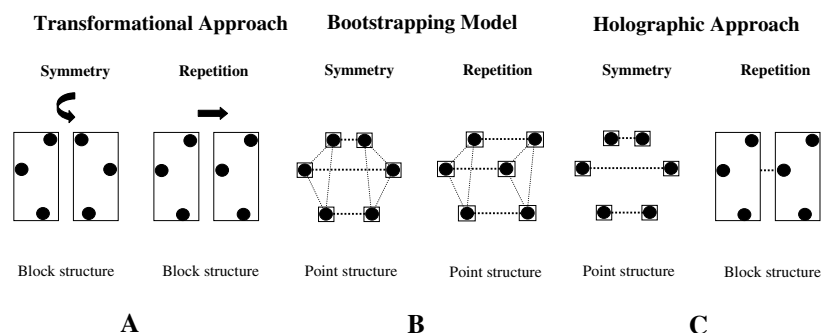 Transformational Approach Bootstrapping Model Holographic Approach
Symmetry Repetition Symmetry Repetition Symmetry Repetition
Block structure Block structure Point structure Point structure Point structure Block structure
A B C